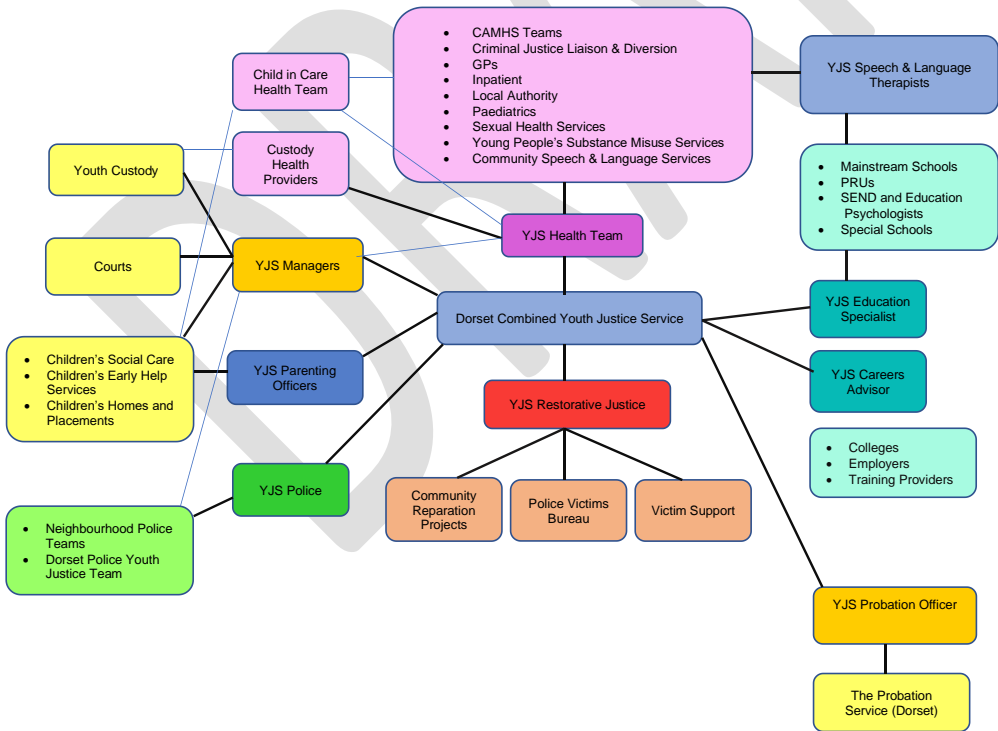 CAMHS Teams
Criminal Justice Liaison & Diversion
GPs
Inpatient
Local Authority
Paediatrics
Sexual Health Services
Young People's Substance Misuse Services
Community Speech & Language Services
YJS Speech & Language
Therapists
Child in Care
Health Team
Custody
Health
Providers
Youth Custody
Mainstream Schools
PRUs
SEND and Education
Psychologists
Special Schools
YJS Health Team
Courts
YJS Managers
YJS Education
Specialist
Dorset Combined Youth Justice Service
Children's Social Care
Children's Early Help
Services
Children's Homes and
Placements
YJS Parenting
Officers
YJS Careers
Advisor
YJS Restorative Justice
Colleges
Employers
Training Providers
YJS Police
Community
Reparation
Projects
Police Victims
Bureau
Victim Support
Neighbourhood Police
Teams
Dorset Police Youth
Justice Team
YJS Probation Officer
The Probation
Service (Dorset)